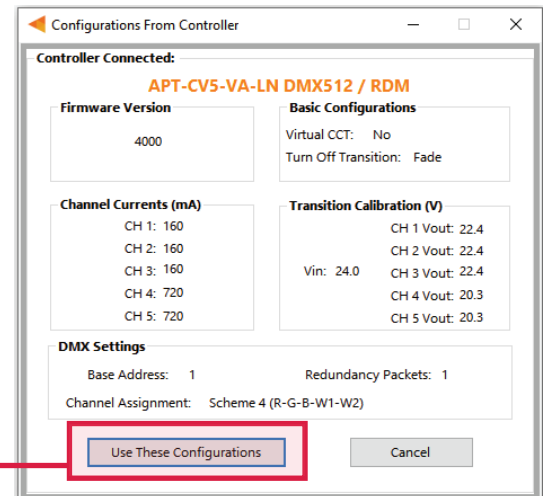 Configurations From Controller
Controller Connected:
APT-CV5-VA-LN DMX512 / RDM
Firmware Version
4000
Basic Configurations
Virtual CCT: No
Turn Off Transition: Fade
Channel Currents (mA)
CH 1: 160
CH 2: 160
CH 3: 160
CH 4: 720
CH 5: 720
Transition Calibration (V)
Vin: 24.0
CH 1 Vout: 22.4
CH 2 Vout: 22.4
CH 3 Vout: 22.4
CH 4 Vout: 20.3
CH 5 Vout: 20.3
DMX Settings
Base Address: 1
Redundancy Packets: 1
Channel Assignment: Scheme 4 (R-G-B-W1-W2)
Use These Configurations
Cancel